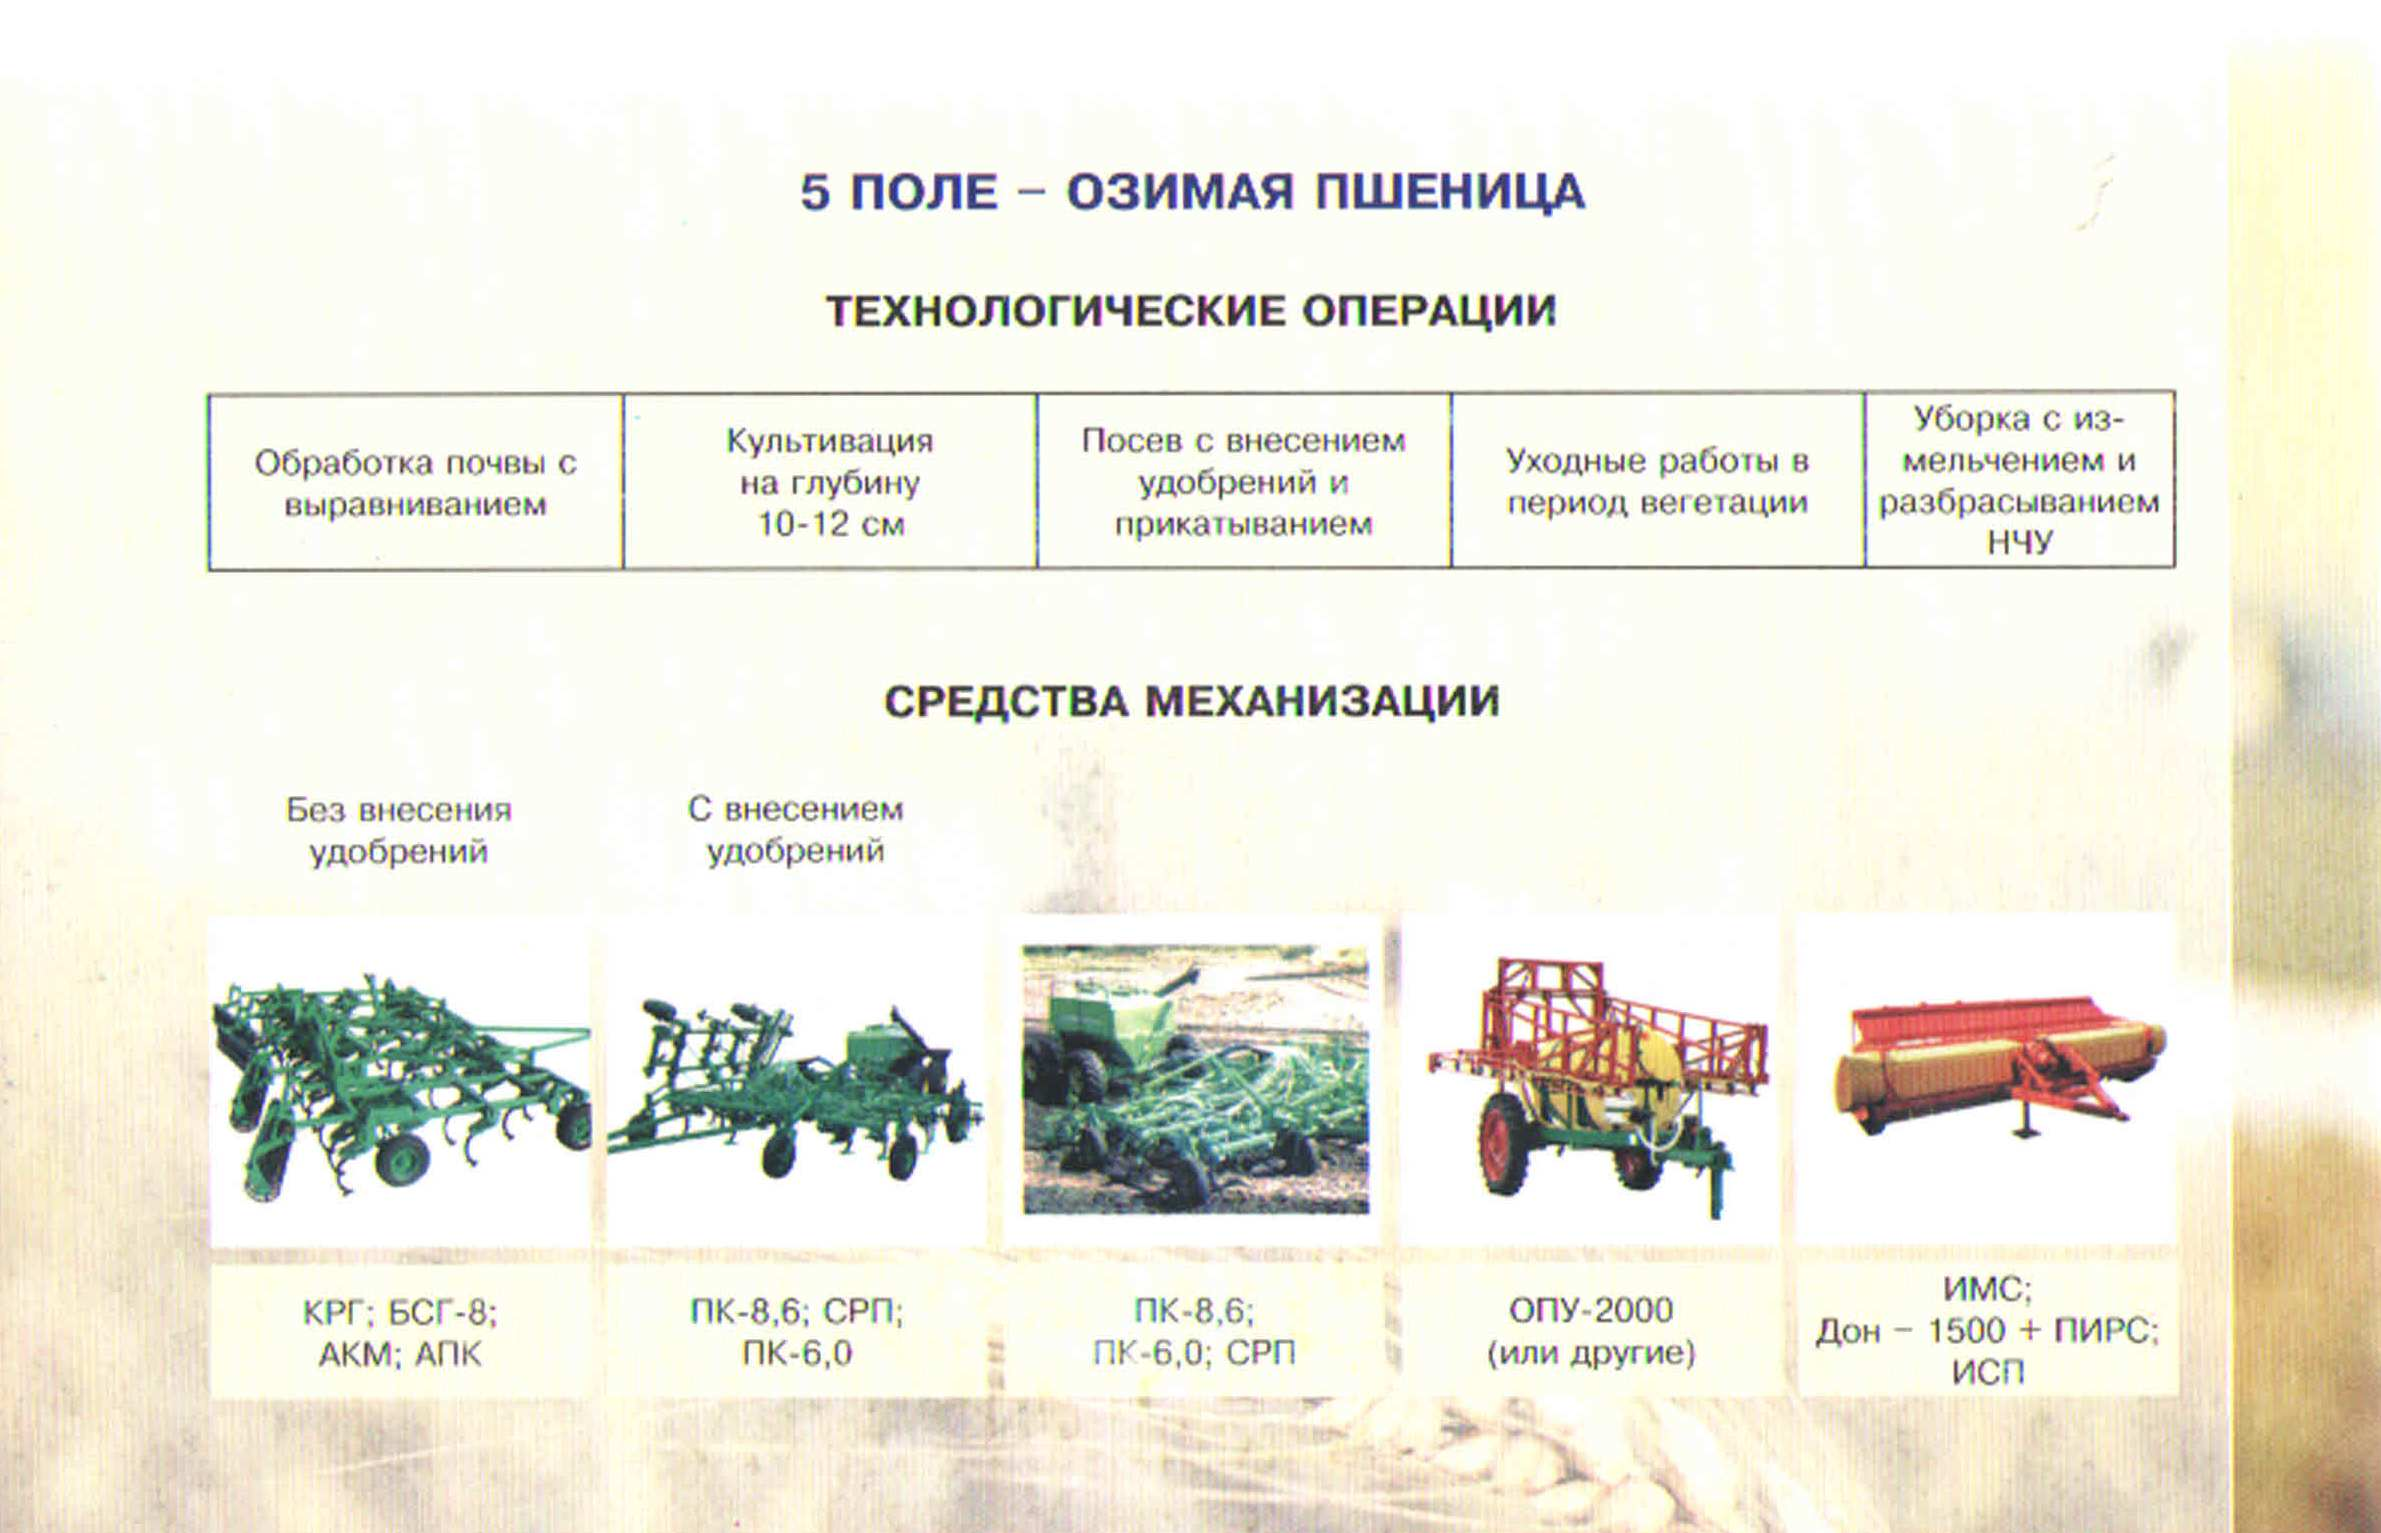 5 ПОЛЕ – ОЗИМАЯ ПШЕНИЦА
ТЕХНОЛОГИЧЕСКИЕ ОПЕРАЦИИ
Обработка почвы с
выравниванием
Культивация
на глубину
10-12 см
Посев с внесением
удобрений и
прикатыванием
Уходные работы в
период вегетации
Уборка с из-
мельчением и
разбрасыванием
НЧУ
СРЕДСТВА МЕХАНИЗАЦИИ
Без внесения
удобрений
С внесением
удобрений
КРГ; БСГ-8;
АКМ; АПК
ПК-8,6; СРП;
ПК-6,0
ПК-8,6;
ПК-6,0; СРП
ОПУ-2000
(или другие)
ИМС;
Дон – 1500 + ПИРС;
ИСП